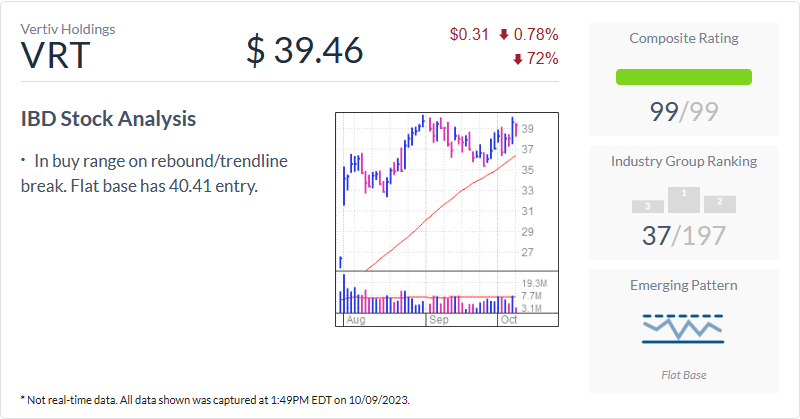 Vertiv Holdings
VRT
$ 39.46
$0.31 0.78%
72%
IBD Stock Analysis
· In buy range on rebound/trendline
break. Flat base has 40.41 entry.
39
37
35
33
31
29
27
19.3M
7.7M
3.1M
Aug Sep Oct
Composite Rating
99/99
Industry Group Ranking
3 1 2
37/197
Emerging Pattern
Flat Base
* Not real-time data. All data shown was captured at 1:49PM EDT on 10/09/2023.